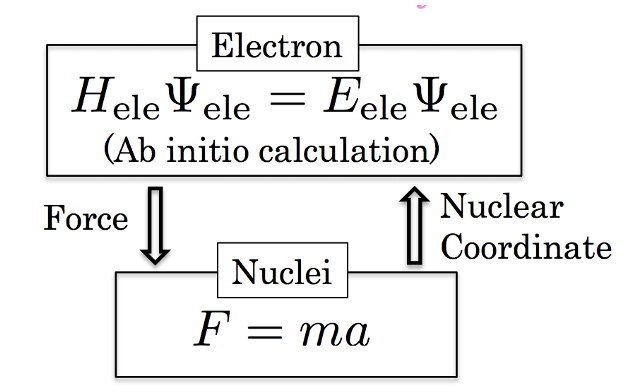 Electron
H_ele Ψ_ele = E_ele Ψ_ele
(Ab initio calculation)
Force
Nuclear
Coordinate
Nuclei
F = ma